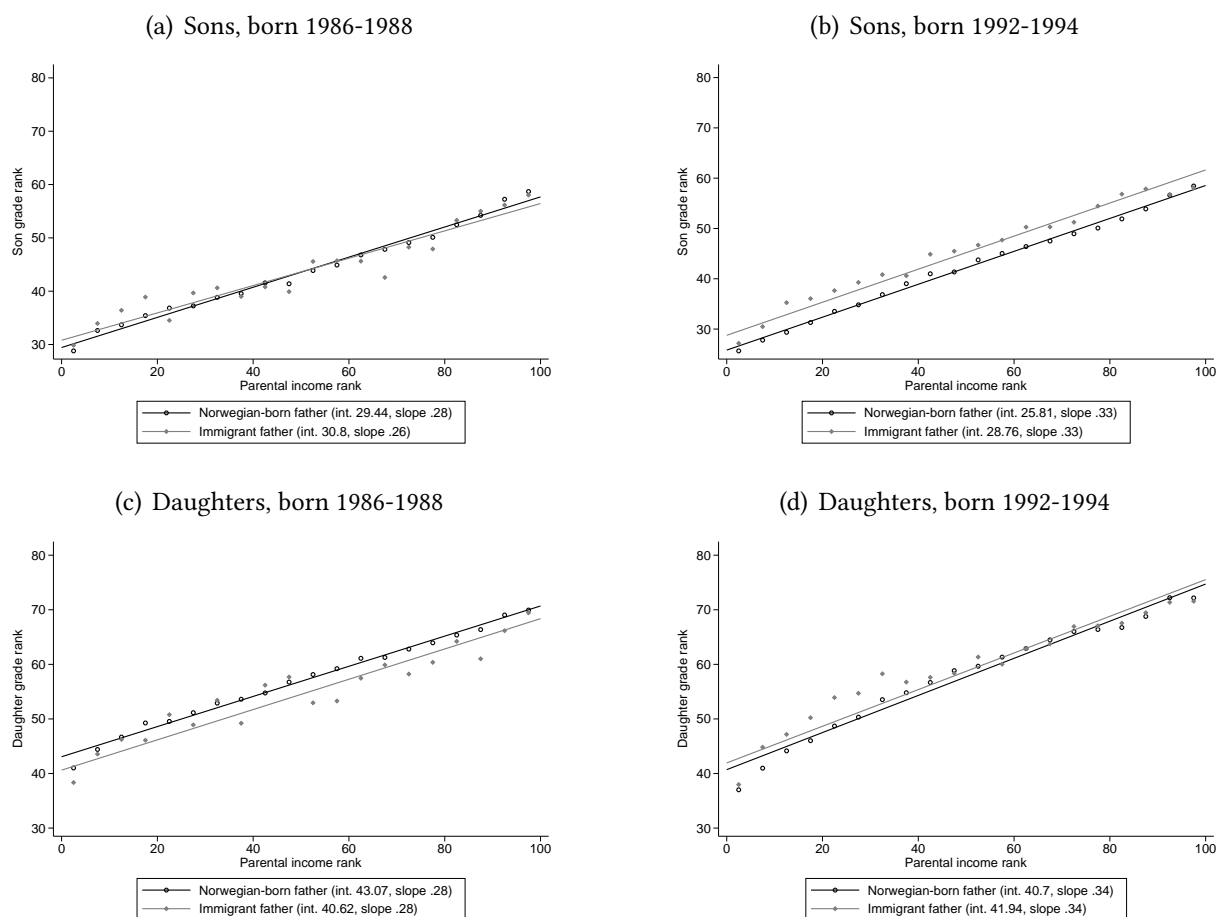 (a) Sons, born 1986-1988
80
70
60
50
40
30
Son grade rank
0 20 40 60 80 100
Parental income rank
Norwegian-born father (int. 29.44, slope .28)
Immigrant father (int. 30.8, slope .26)
(b) Sons, born 1992-1994
80
70
60
50
40
30
Son grade rank
0 20 40 60 80 100
Parental income rank
Norwegian-born father (int. 25.81, slope .33)
Immigrant father (int. 28.76, slope .33)
(c) Daughters, born 1986-1988
80
70
60
50
40
30
Daughter grade rank
0 20 40 60 80 100
Parental income rank
Norwegian-born father (int. 43.07, slope .28)
Immigrant father (int. 40.62, slope .28)
(d) Daughters, born 1992-1994
80
70
60
50
40
30
Daughter grade rank
0 20 40 60 80 100
Parental income rank
Norwegian-born father (int. 40.7, slope .34)
Immigrant father (int. 41.94, slope .34)